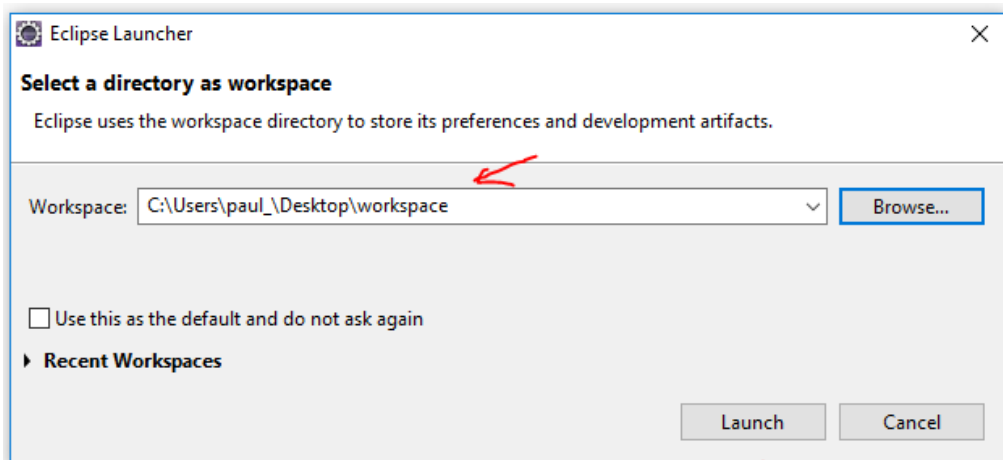 Eclipse Launcher
Select a directory as workspace
Eclipse uses the workspace directory to store its preferences and development artifacts.
Workspace: C:\Users\paul_\Desktop\workspace Browse...
Use this as the default and do not ask again
Recent Workspaces
Launch Cancel